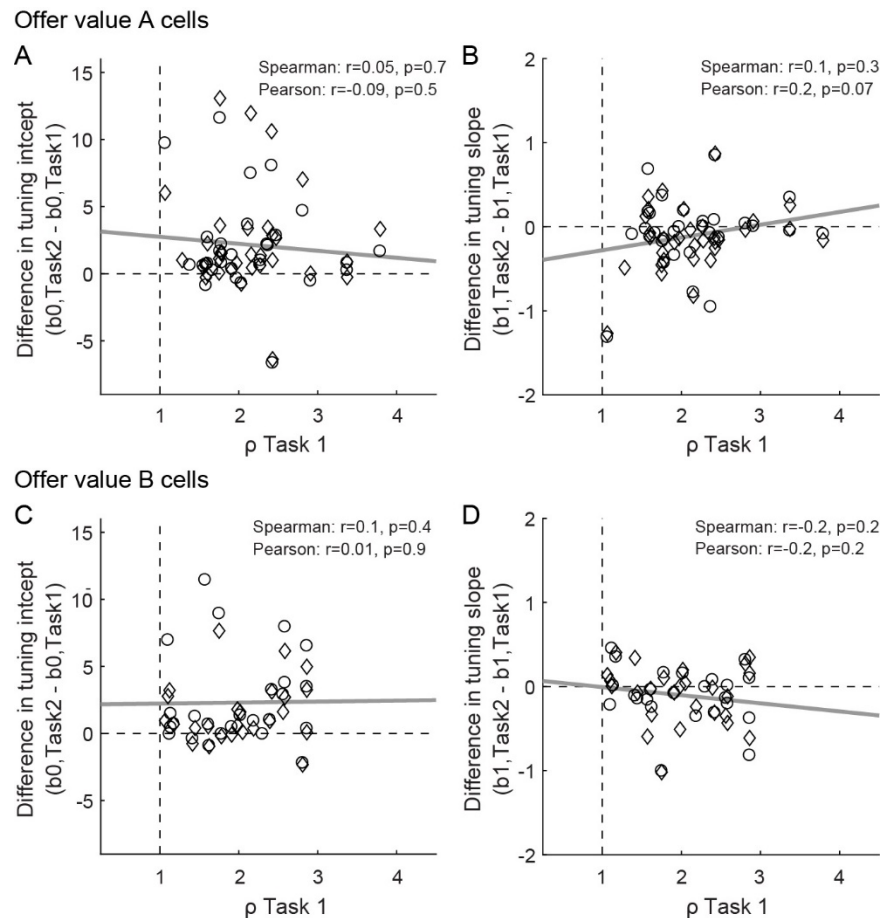 Offer value A cells
A
Spearman: r=0.05, p=0.7
Pearson: r=-0.09, p=0.5
Difference in tuning intcept
(b0,Task2 - b0,Task1)
15
10
5
0
-5
1
2
3
4
ρ Task 1
B
Spearman: r=0.1, p=0.3
Pearson: r=0.2, p=0.07
Difference in tuning slope
(b1,Task2 - b1,Task1)
2
1
0
-1
-2
1
2
3
4
ρ Task 1
Offer value B cells
C
Spearman: r=0.1, p=0.4
Pearson: r=0.01, p=0.9
Difference in tuning intcept
(b0,Task2 - b0,Task1)
15
10
5
0
-5
1
2
3
4
ρ Task 1
D
Spearman: r=-0.2, p=0.2
Pearson: r=-0.2, p=0.2
Difference in tuning slope
(b1,Task2 - b1,Task1)
2
1
0
-1
-2
1
2
3
4
ρ Task 1